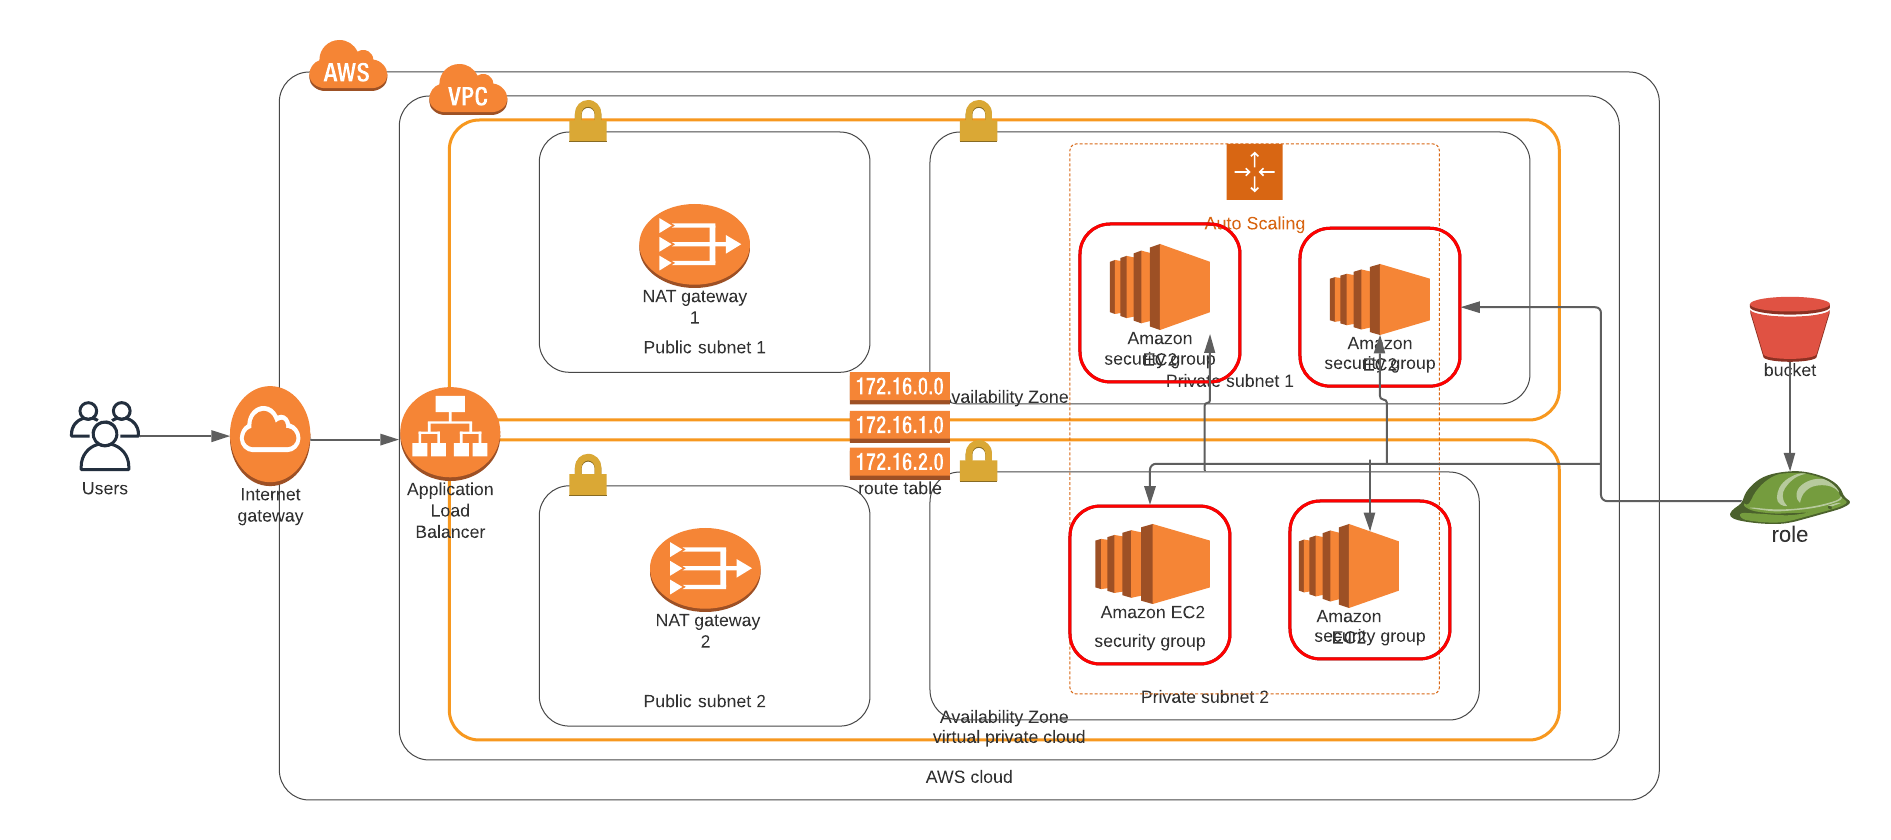 AWS
VPC
NAT gateway
1
Public subnet 1
Auto Scaling
Amazon
EC2
security group
Amazon
EC2
security group
Private subnet 1
172.16.0.0
172.16.1.0
172.16.2.0
route table
vailability Zone
bucket
role
Users
Internet
gateway
Application
Load
Balancer
NAT gateway
2
Public subnet 2
Amazon EC2
security group
Amazon
EC2
security group
Private subnet 2
Availability Zone
virtual private cloud
AWS cloud